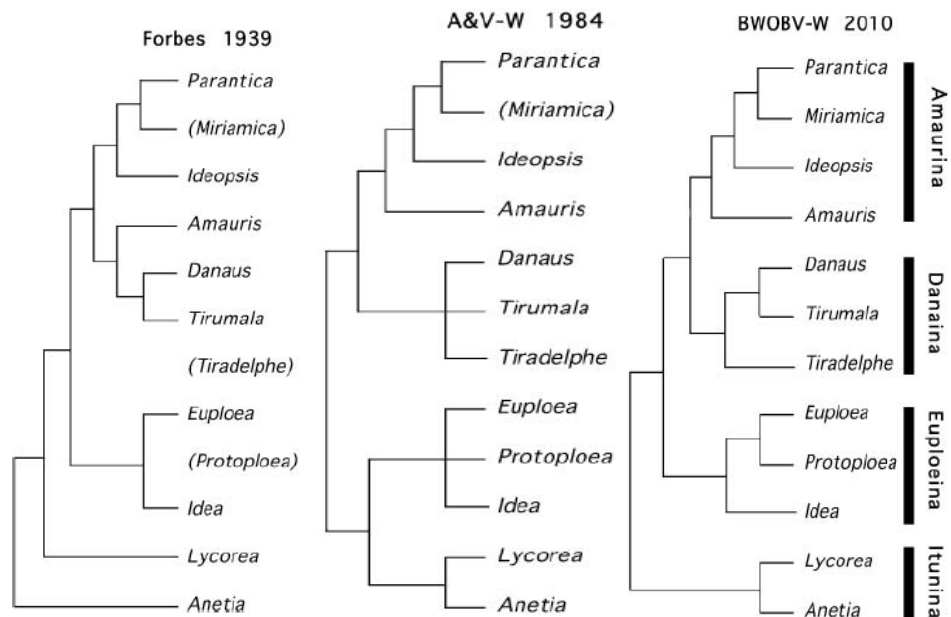 Forbes 1939
Parantica
(Miriamica)
Ideopsis
Amauris
Danaus
Tirumala
(Tiradelphe)
Euploea
(Protoploea)
Idea
Lycorea
Anetia
A&V-W 1984
Parantica
(Miriamica)
Ideopsis
Amauris
Danaus
Tirumala
Tiradelphe
Euploea
Protoploea
Idea
Lycorea
Anetia
BWOBV-W 2010
Parantica
Miriamica
Ideopsis
Amauris
Danaus
Tirumala
Tiradelphe
Euploea
Protoploea
Idea
Lycorea
Anetia
Amaurina
Danaina
Euploeina
Itunina